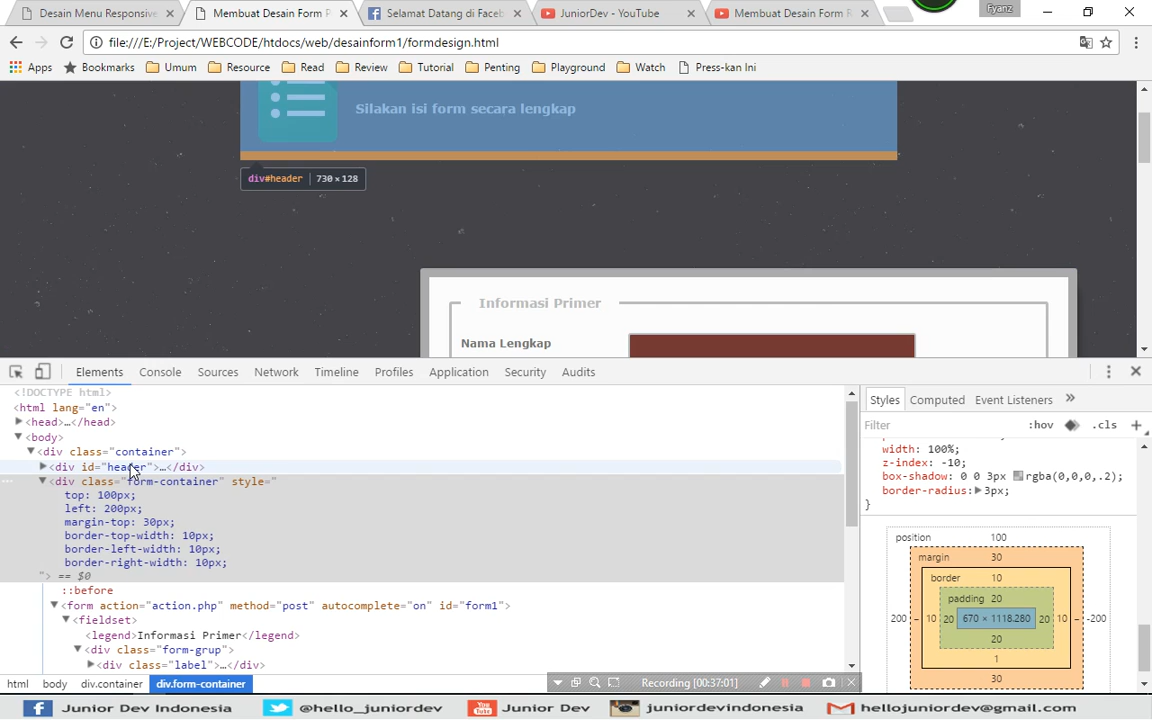 Desain Menu Responsive
Membuat Desain Form P
Selamat Datang di Faceb
JuniorDev - YouTube
Membuat Desain Form R
Fyanz
file:///E:/Project/WEBCODE/htdocs/web/desainform1/formdesign.html
Apps Bookmarks Umum Resource Read Review Tutorial Penting Playground Watch Press-kan Ini
Silakan isi form secara lengkap
div#header 730 × 128
Informasi Primer
Nama Lengkap
Elements Console Sources Network Timeline Profiles Application Security Audits
<!DOCTYPE html>
<html lang="en">
<head>…</head>
<body>
<div class="container">
<div id="header">…</div>
<div class="form-container" style="
top: 100px;
left: 200px;
margin-top: 30px;
border-top-width: 10px;
border-left-width: 10px;
border-right-width: 10px;
"> == $0
::before
<form action="action.php" method="post" autocomplete="on" id="form1">
<fieldset>
<legend>Informasi Primer</legend>
<div class="form-grup">
<div class="label">…</div>
html body div.container div.form-container
Styles Computed Event Listeners »
Filter :hov .cls +
width: 100%;
z-index: -10;
box-shadow: 0 0 3px rgba(0,0,0,.2);
border-radius: 3px;
}
position 100
margin 30
border 10
padding 20
200 – 10 20 670 × 1118.280 20 10 – -200
20
1
30
Recording [00:37:01]
Junior Dev Indonesia @hello_juniordev Junior Dev juniordevindonesia hellojuniordev@gmail.com